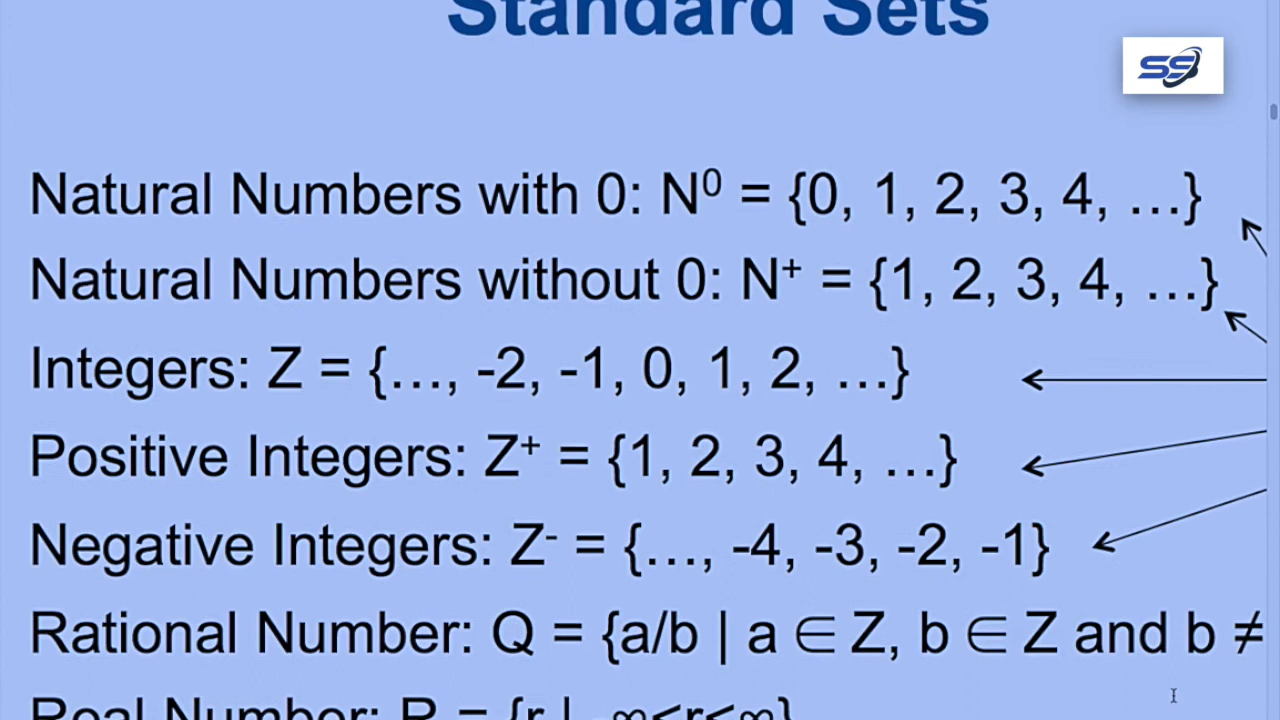 Standard Sets
SS
Natural Numbers with 0: N⁰ = {0, 1, 2, 3, 4, …}
Natural Numbers without 0: N⁺ = {1, 2, 3, 4, …}
Integers: Z = {…, -2, -1, 0, 1, 2, …}
Positive Integers: Z⁺ = {1, 2, 3, 4, …}
Negative Integers: Z⁻ = {…, -4, -3, -2, -1}
Rational Number: Q = {a/b | a ∈ Z, b ∈ Z and b ≠
Real Number: R = {r | -∞<r<∞}